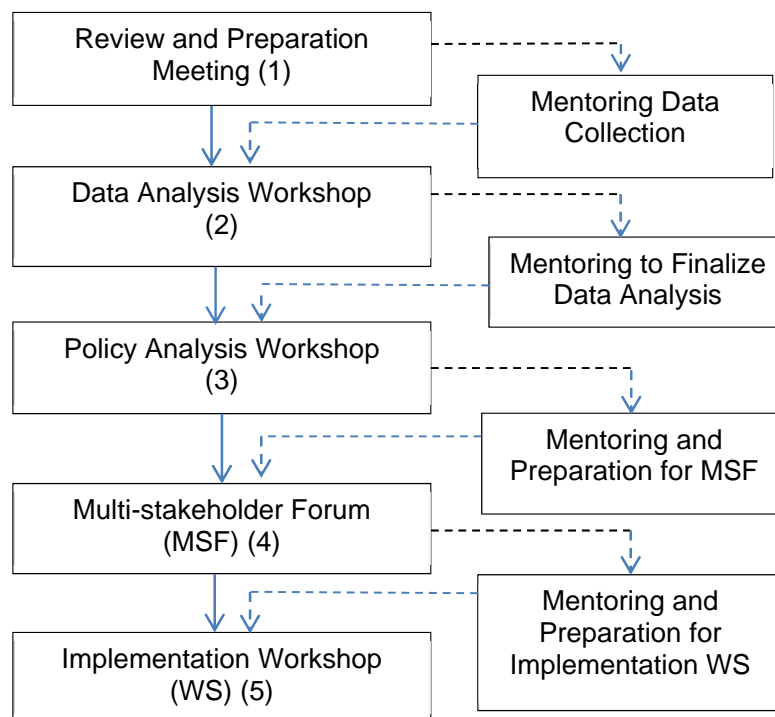 Review and Preparation
Meeting (1)
Mentoring Data
Collection
Data Analysis Workshop
(2)
Mentoring to Finalize
Data Analysis
Policy Analysis Workshop
(3)
Mentoring and
Preparation for MSF
Multi-stakeholder Forum
(MSF) (4)
Mentoring and
Preparation for
Implementation WS
Implementation Workshop
(WS) (5)